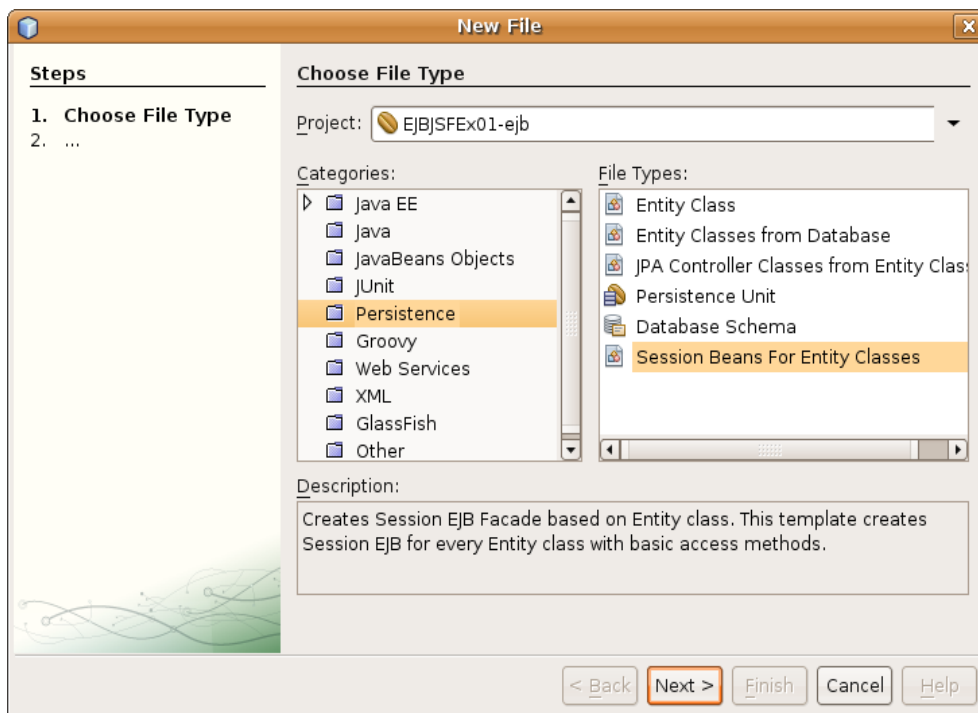 New File
Steps
1. Choose File Type
2. ...
Choose File Type
Project: EJBJSFEx01-ejb
Categories:
Java EE
Java
JavaBeans Objects
JUnit
Persistence
Groovy
Web Services
XML
GlassFish
Other
File Types:
Entity Class
Entity Classes from Database
JPA Controller Classes from Entity Clas
Persistence Unit
Database Schema
Session Beans For Entity Classes
Description:
Creates Session EJB Facade based on Entity class. This template creates
Session EJB for every Entity class with basic access methods.
< Back Next > Finish Cancel Help